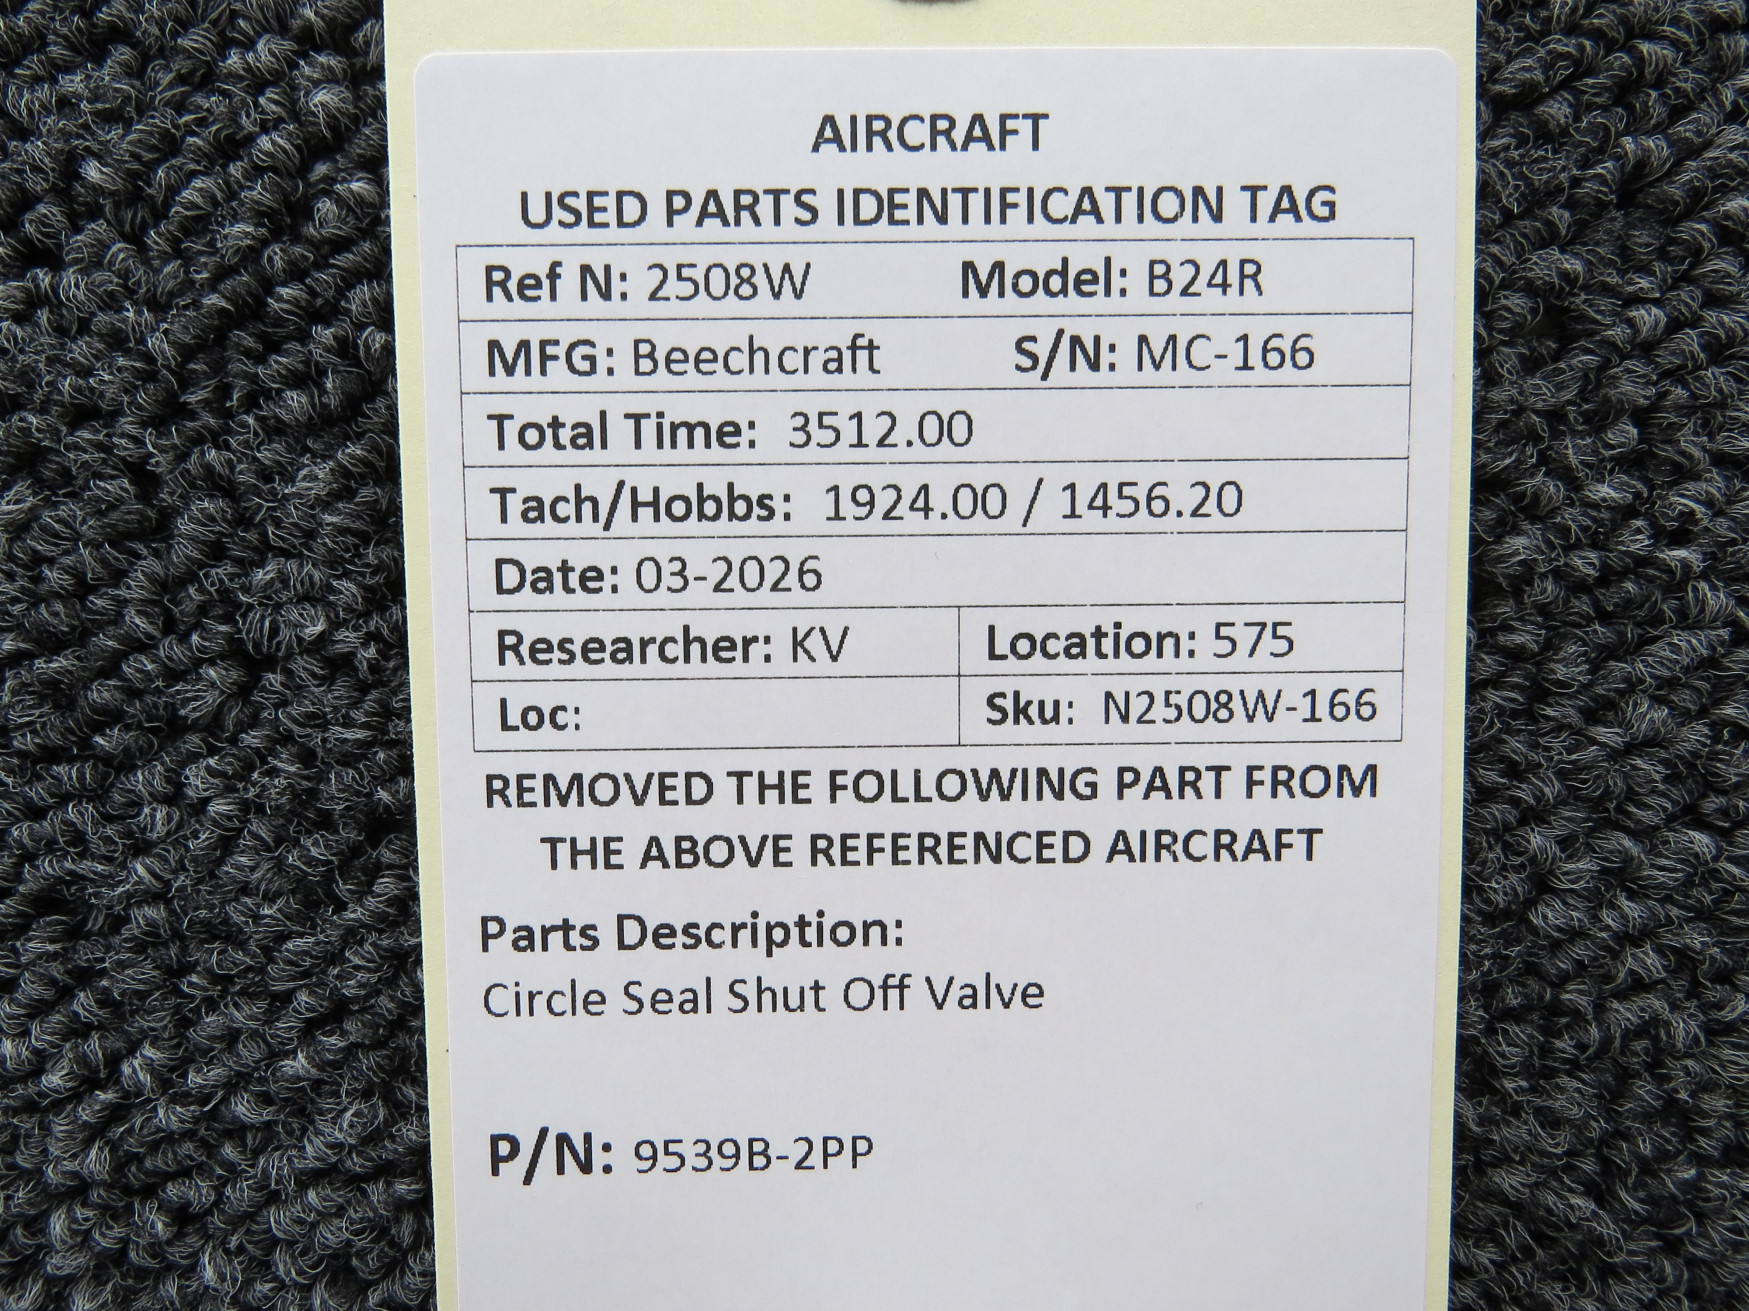 AIRCRAFT
USED PARTS IDENTIFICATION TAG
Ref N: 2508W Model: B24R
MFG: Beechcraft S/N: MC-166
Total Time: 3512.00
Tach/Hobbs: 1924.00 / 1456.20
Date: 03-2026
Researcher: KV Location: 575
Loc: Sku: N2508W-166
REMOVED THE FOLLOWING PART FROM
THE ABOVE REFERENCED AIRCRAFT
Parts Description:
Circle Seal Shut Off Valve
P/N: 9539B-2PP